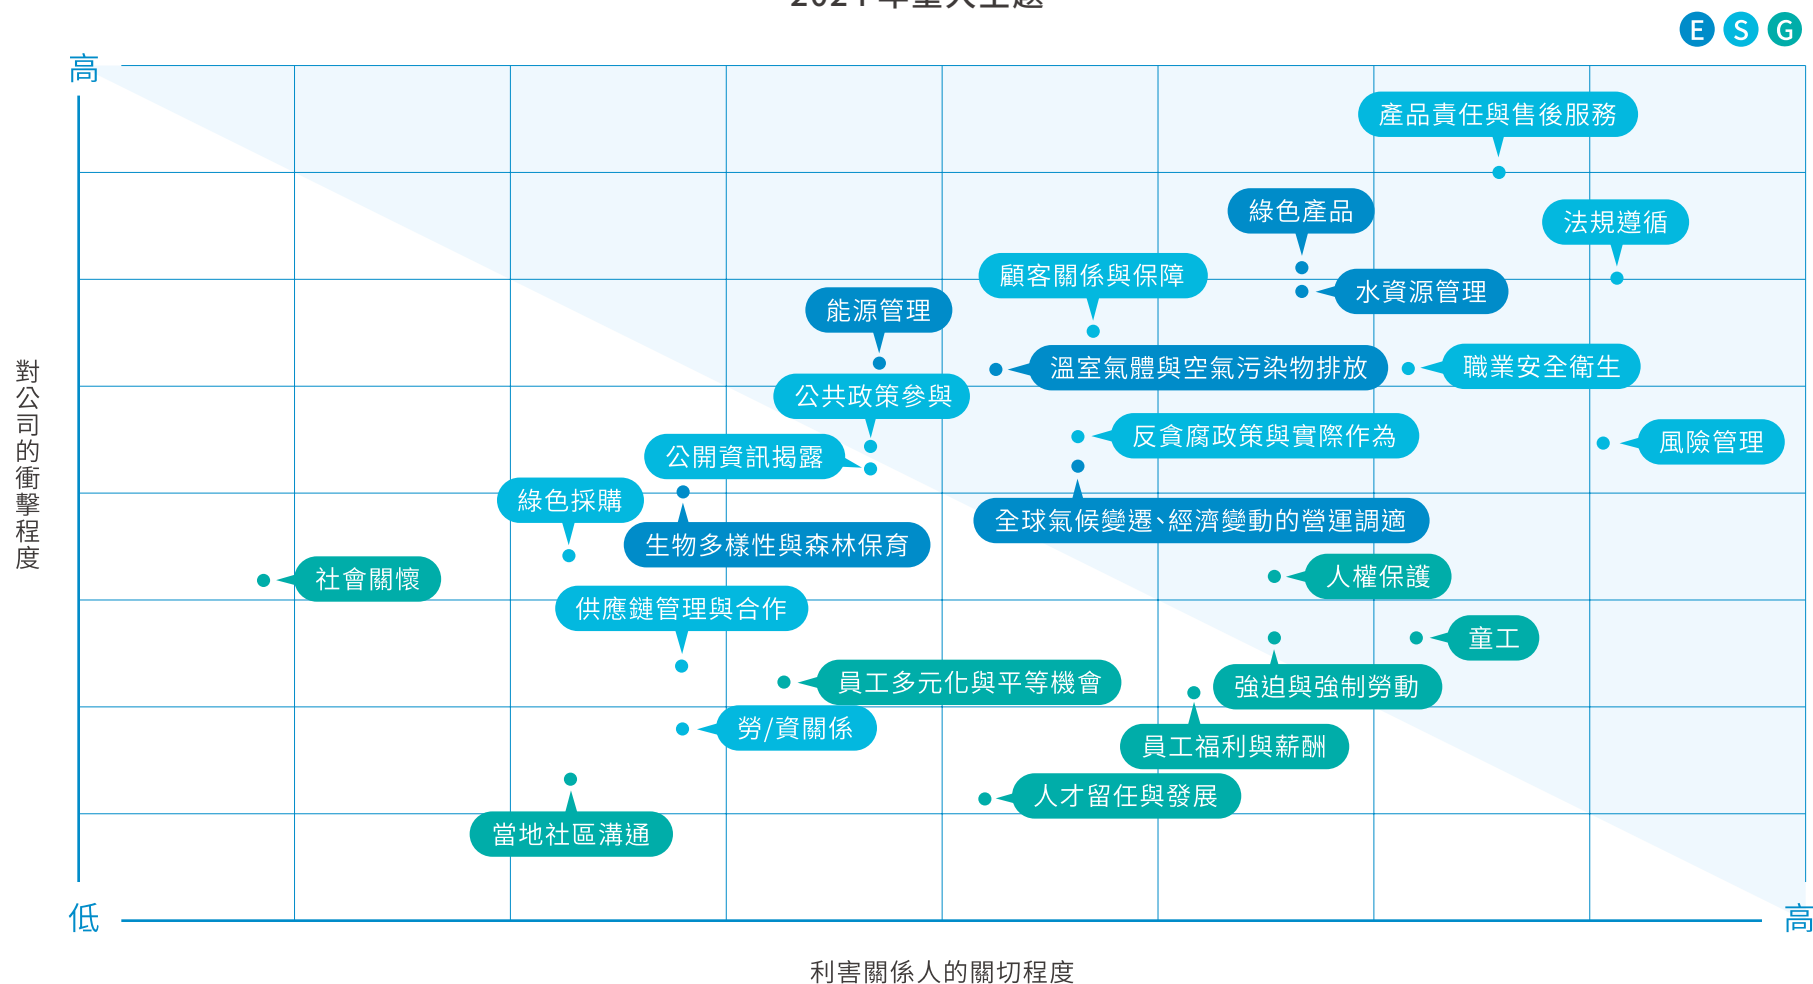 2024 年重大主題
E S G
高
產品責任與售後服務
綠色產品
法規遵循
顧客關係與保障
水資源管理
能源管理
溫室氣體與空氣污染物排放
職業安全衛生
公共政策參與
反貪腐政策與實際作為
風險管理
公開資訊揭露
綠色採購
全球氣候變遷、經濟變動的營運調適
生物多樣性與森林保育
對公司的衝擊程度
社會關懷
人權保護
供應鏈管理與合作
童工
員工多元化與平等機會
強迫與強制勞動
勞/資關係
員工福利與薪酬
人才留任與發展
當地社區溝通
低
高
利害關係人的關切程度